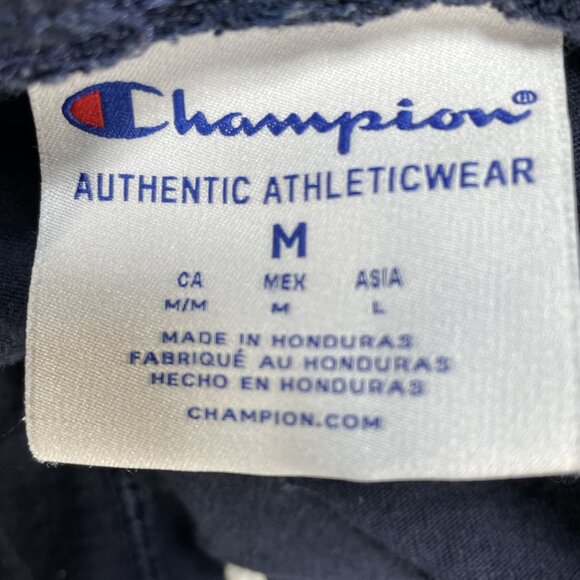 Champion®
AUTHENTIC ATHLETICWEAR
M
CA MEX ASIA
M/M M L
MADE IN HONDURAS
FABRIQUÉ AU HONDURAS
HECHO EN HONDURAS
CHAMPION.COM